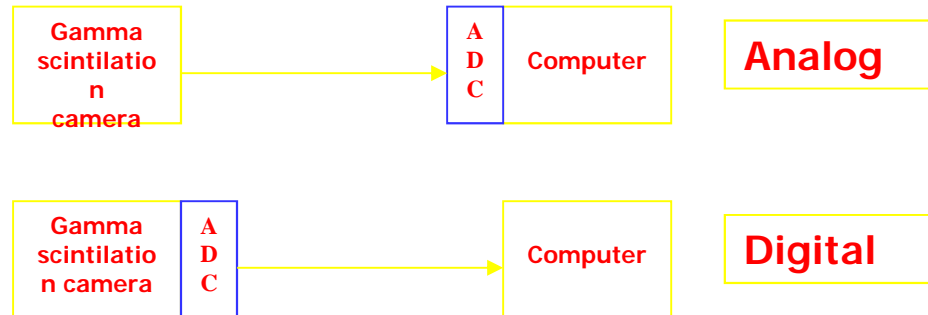 Gamma
scintilatio
n
camera
A
D
C
Computer
Analog
Gamma
scintilatio
n camera
A
D
C
Computer
Digital